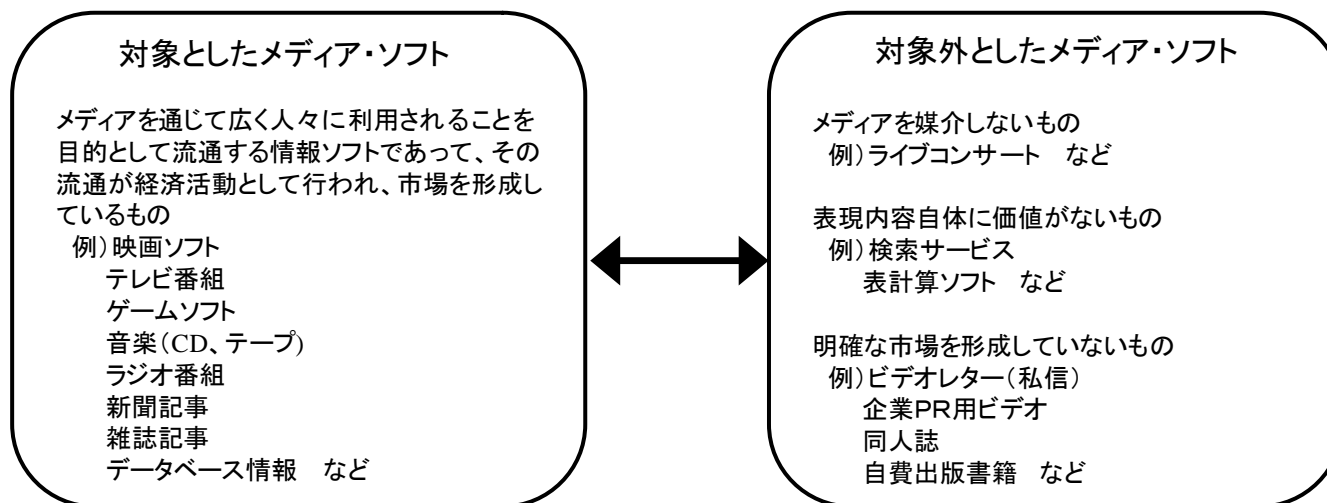 対象としたメディア・ソフト
メディアを通じて広く人々に利用されることを
目的として流通する情報ソフトであって、その
流通が経済活動として行われ、市場を形成し
ているもの
例）映画ソフト
テレビ番組
ゲームソフト
音楽（CD、テープ)
ラジオ番組
新聞記事
雑誌記事
データベース情報　など
対象外としたメディア・ソフト
メディアを媒介しないもの
例）ライブコンサート　など
表現内容自体に価値がないもの
例）検索サービス
表計算ソフト　など
明確な市場を形成していないもの
例）ビデオレター（私信）
企業ＰＲ用ビデオ
同人誌
自費出版書籍　など